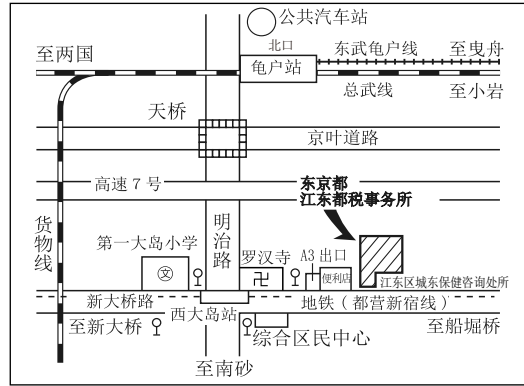 公共汽车站
北口
至两国
龟户站
东武龟户线
至曳舟
总武线
至小岩
天桥
京叶道路
高速7号
东京都
江东都税事务所
货物线
明治路
第一大岛小学
文
罗汉寺
卍
A3 出口
便利店
江东区城东保健咨询处所
新大桥路
西大岛站
地铁（都营新宿线）
至新大桥
综合区民中心
至船堀桥
至南砂